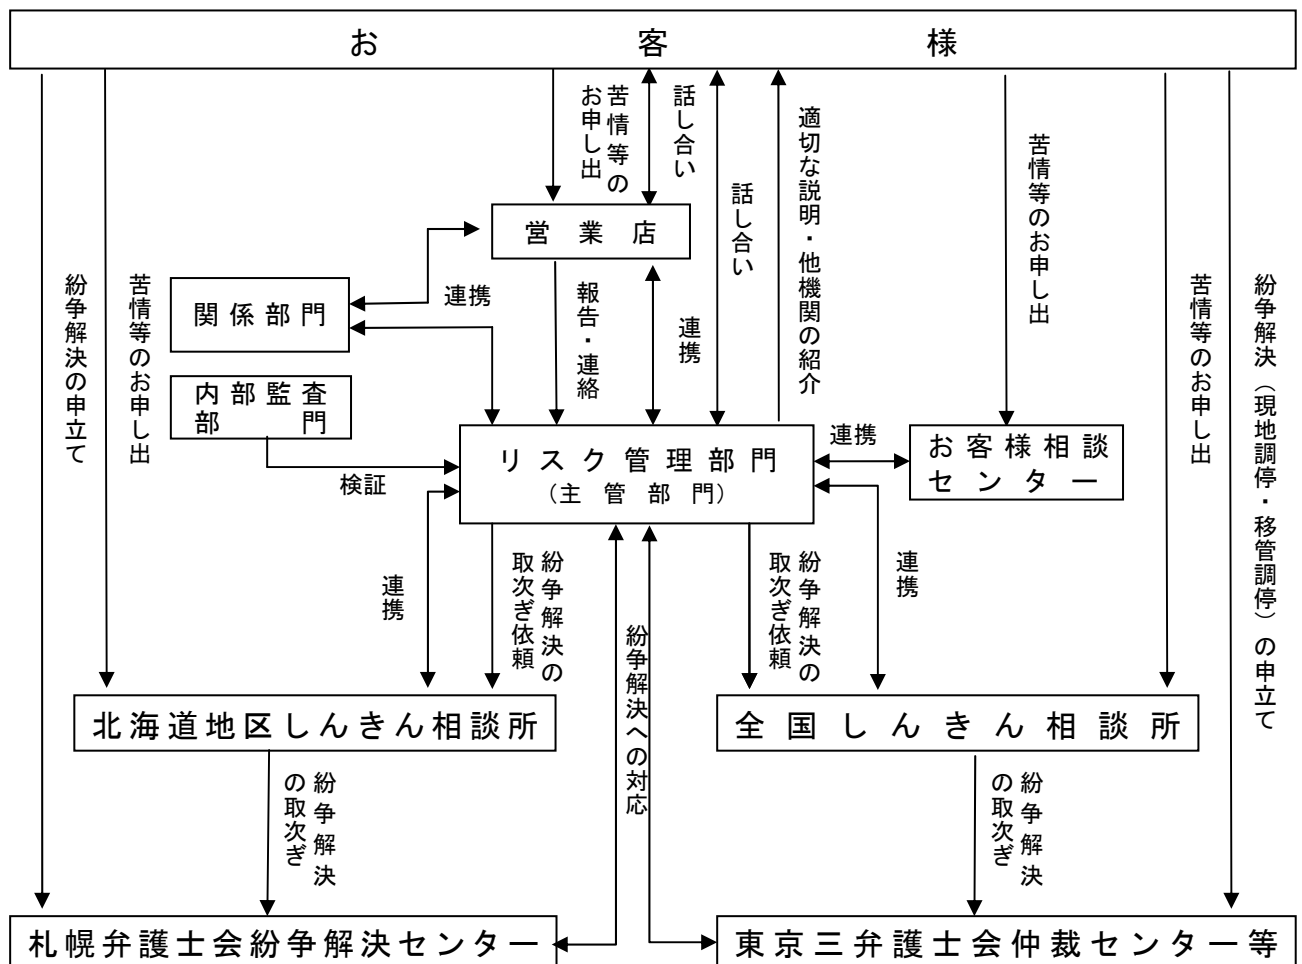 お客様
苦情等の
お申し出
話し合い
話し合い
適切な説明・他機関の紹介
苦情等のお申し出
紛争解決の申立て
苦情等のお申し出
苦情等のお申し出
紛争解決（現地調停・移管調停）の申立て
営業店
関係部門
連携
報告・連絡
連携
内部監査
部門
検証
リスク管理部門
（主管部門）
連携
お客様相談
センター
連携
紛争解決の
取次ぎ依頼
紛争解決への対応
紛争解決の
取次ぎ依頼
連携
北海道地区しんきん相談所
全国しんきん相談所
紛争解決
の取次ぎ
紛争解決
の取次ぎ
札幌弁護士会紛争解決センター
東京三弁護士会仲裁センター等